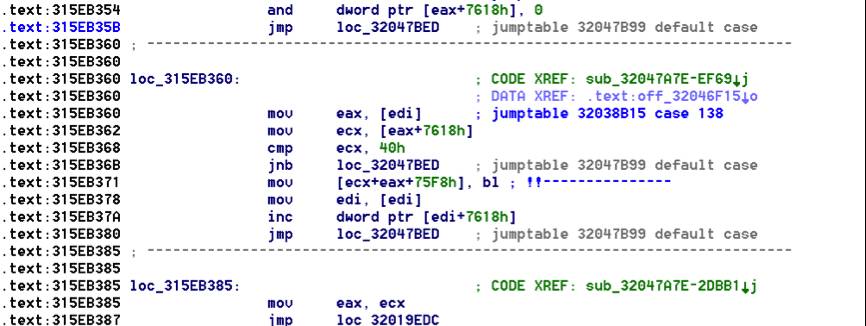 .text:315EB354 and dword ptr [eax+7618h], 0
.text:315EB35B jmp loc_32047BED ; jumptable 32047B99 default case
.text:315EB360 ; ---------------------------------------------------------------------------
.text:315EB360
.text:315EB360 loc_315EB360: ; CODE XREF: sub_32047A7E-EF69↓j
.text:315EB360 ; DATA XREF: .text:off_32046F15↓o
.text:315EB360 mov eax, [edi] ; jumptable 32038B15 case 138
.text:315EB362 mov ecx, [eax+7618h]
.text:315EB368 cmp ecx, 40h
.text:315EB36B jnb loc_32047BED ; jumptable 32047B99 default case
.text:315EB371 mov [ecx+eax+75F8h], bl ; !!---------------
.text:315EB378 mov edi, [edi]
.text:315EB37A inc dword ptr [edi+7618h]
.text:315EB380 jmp loc_32047BED ; jumptable 32047B99 default case
.text:315EB385 ; ---------------------------------------------------------------------------
.text:315EB385
.text:315EB385 loc_315EB385: ; CODE XREF: sub_32047A7E-2DBB1↓j
.text:315EB385 mov eax, ecx
.text:315EB387 jmp loc_32019EDC